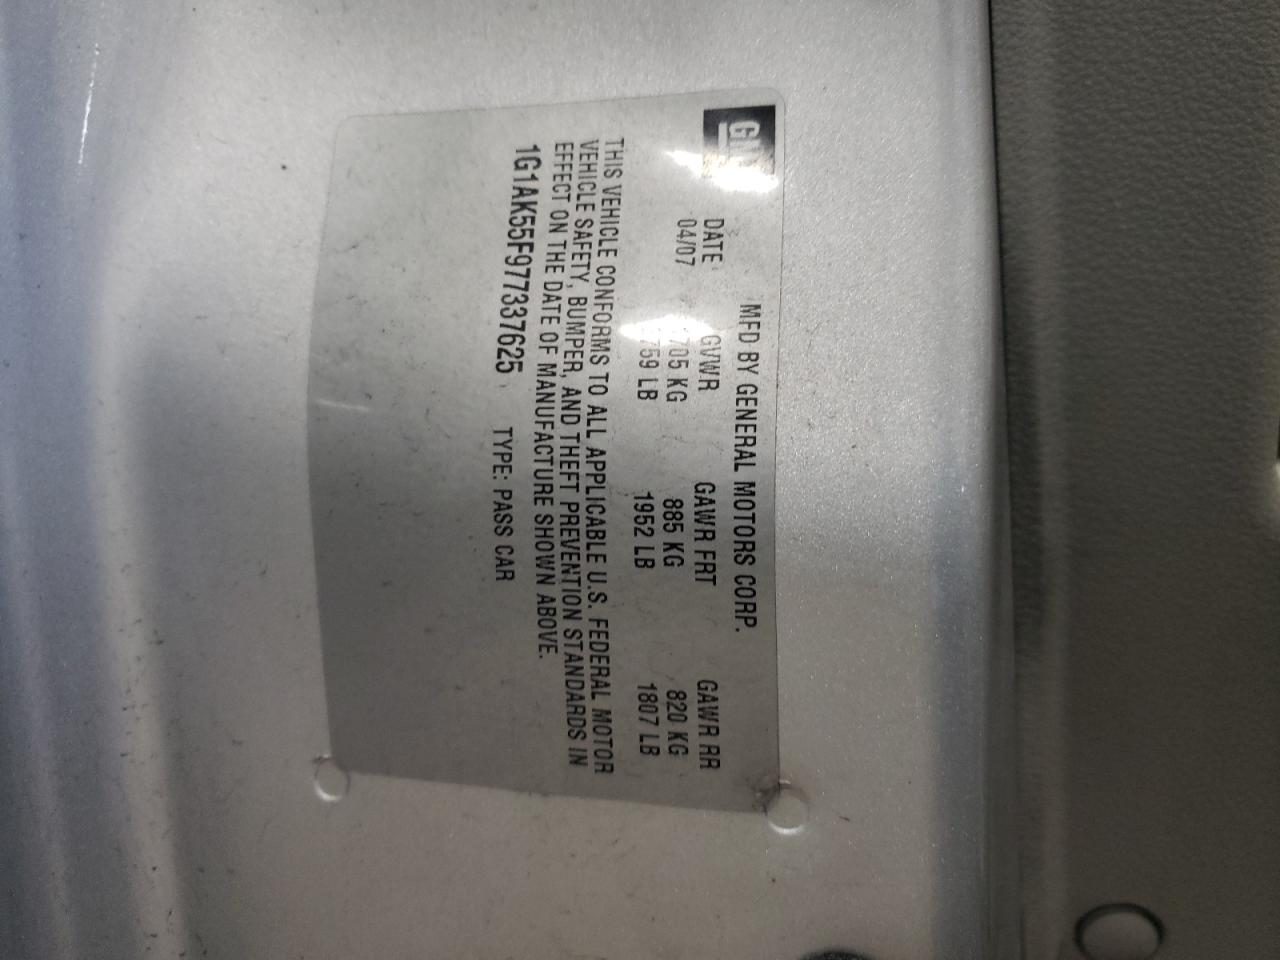 GM
MFD BY GENERAL MOTORS CORP.
DATE GVWR GAWR FRT GAWR RR
04/07 1705 KG 885 KG 820 KG
3759 LB 1952 LB 1807 LB
THIS VEHICLE CONFORMS TO ALL APPLICABLE U.S. FEDERAL MOTOR
VEHICLE SAFETY, BUMPER, AND THEFT PREVENTION STANDARDS IN
EFFECT ON THE DATE OF MANUFACTURE SHOWN ABOVE.
1G1AK55F977337625 TYPE: PASS CAR